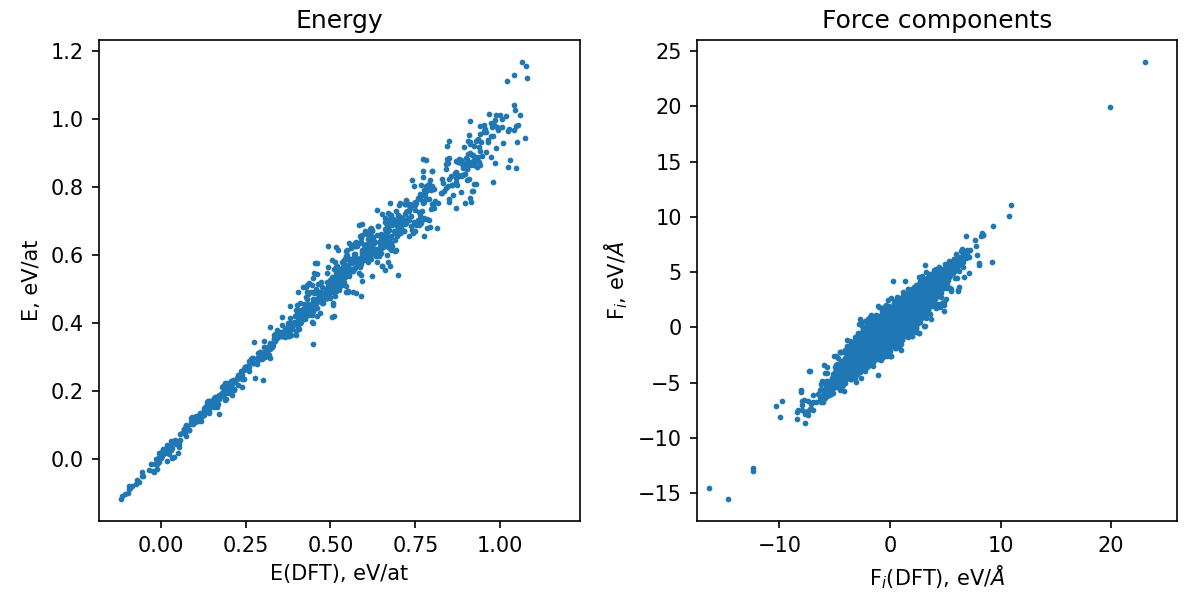 Energy
Force components
1.2
1.0
0.8
0.6
0.4
0.2
0.0
E, eV/at
0.00 0.25 0.50 0.75 1.00
E(DFT), eV/at
25
20
15
10
5
0
−5
−10
−15
F_i, eV/Å
−10 0 10 20
F_i(DFT), eV/Å